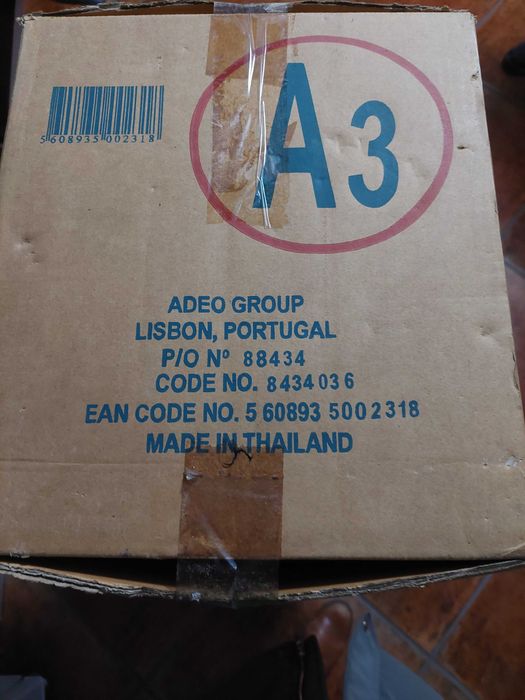 5 608935 002318
A3
ADEO GROUP
LISBON, PORTUGAL
P/O Nº 88434
CODE NO. 8434036
EAN CODE NO. 5 60893 5002318
MADE IN THAILAND